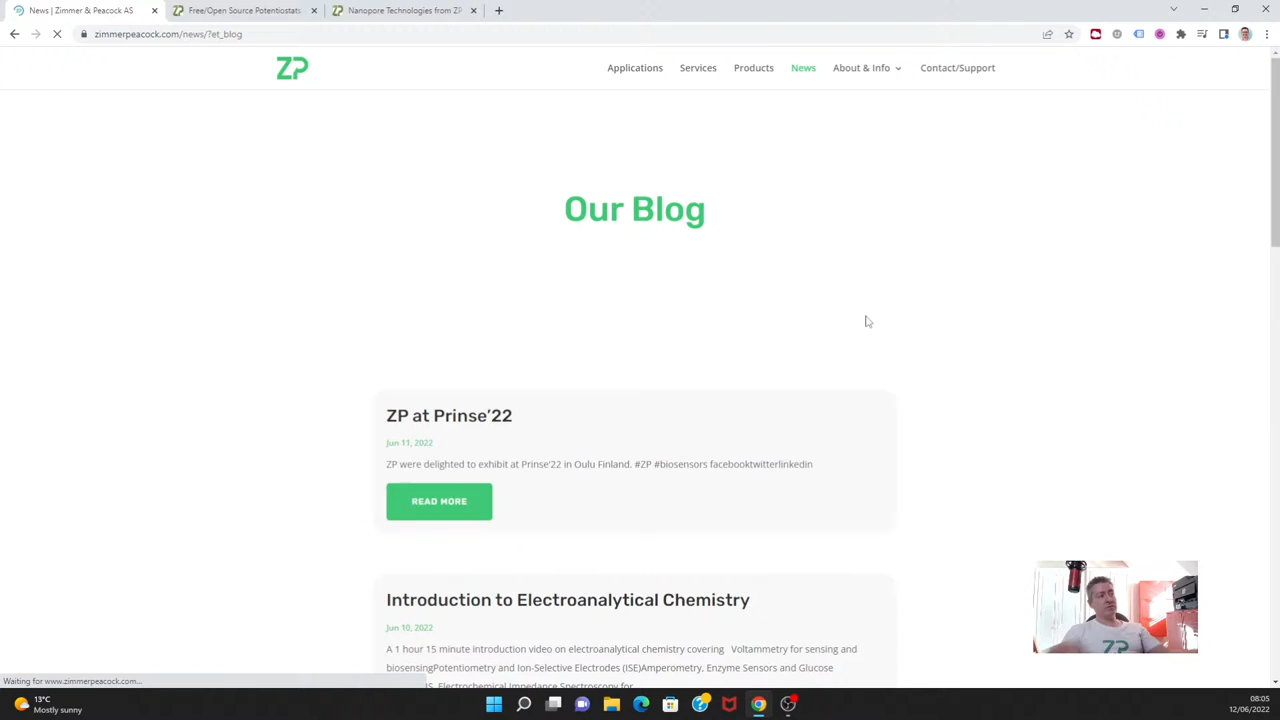 News | Zimmer & Peacock AS
Free/Open Source Potentiostats
Nanopore Technologies from ZP
zimmerpeacock.com/news/?et_blog
ZP
Applications
Services
Products
News
About & Info
Contact/Support
Our Blog
ZP at Prinse'22
Jun 11, 2022
ZP were delighted to exhibit at Prinse'22 in Oulu Finland. #ZP #biosensors facebooktwitterlinkedin
READ MORE
Introduction to Electroanalytical Chemistry
Jun 10, 2022
A 1 hour 15 minute introduction video on electroanalytical chemistry covering Voltammetry for sensing and
biosensingPotentiometry and Ion-Selective Electrodes (ISE)Amperometry, Enzyme Sensors and Glucose
Electrochemical Impedance Spectroscopy for
Waiting for www.zimmerpeacock.com...
ZP
13°C
Mostly sunny
08:05
12/06/2022